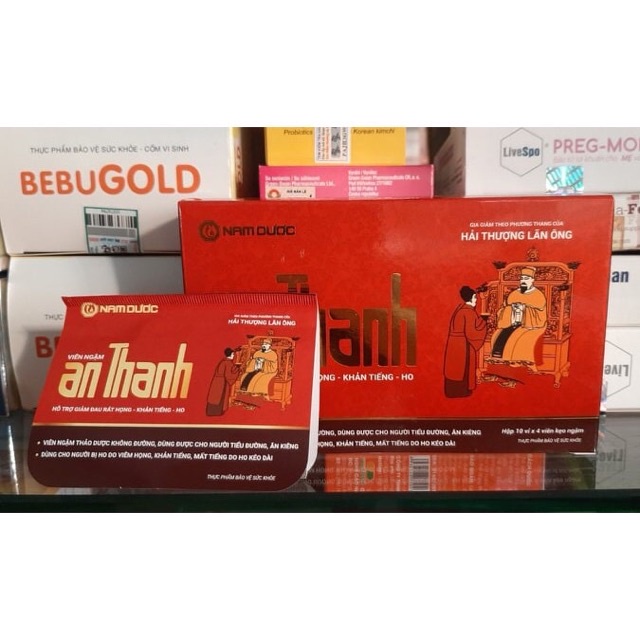 THỰC PHẨM BẢO VỆ SỨC KHỎE - CỐM VI SINH
BEBUGOLD
Probiotics
Korean kimchi
LiveSpo
PREG-MO
NAM DƯỢC
GIA GIẢM THEO PHƯƠNG THANG CỦA
HẢI THƯỢNG LÃN ÔNG
Thanh
HỌNG - KHẢN TIẾNG - HO
ĐƯỜNG, DÙNG ĐƯỢC CHO NGƯỜI TIỂU ĐƯỜNG, ĂN KIÊNG
HỌNG, KHẢN TIẾNG, MẤT TIẾNG DO HO KÉO DÀI
Hộp 10 vỉ x 4 viên kẹo ngậm
THỰC PHẨM BẢO VỆ SỨC KHỎE
NAM DƯỢC
GIA GIẢM THEO PHƯƠNG THANG CỦA
HẢI THƯỢNG LÃN ÔNG
VIÊN NGẬM
an Thanh
HỖ TRỢ GIẢM ĐAU RÁT HỌNG - KHẢN TIẾNG - HO
• VIÊN NGẬM THẢO DƯỢC KHÔNG ĐƯỜNG, DÙNG ĐƯỢC CHO NGƯỜI TIỂU ĐƯỜNG, ĂN KIÊNG
• DÙNG CHO NGƯỜI BỊ HO DO VIÊM HỌNG, KHẢN TIẾNG, MẤT TIẾNG DO HO KÉO DÀI
THỰC PHẨM BẢO VỆ SỨC KHỎE